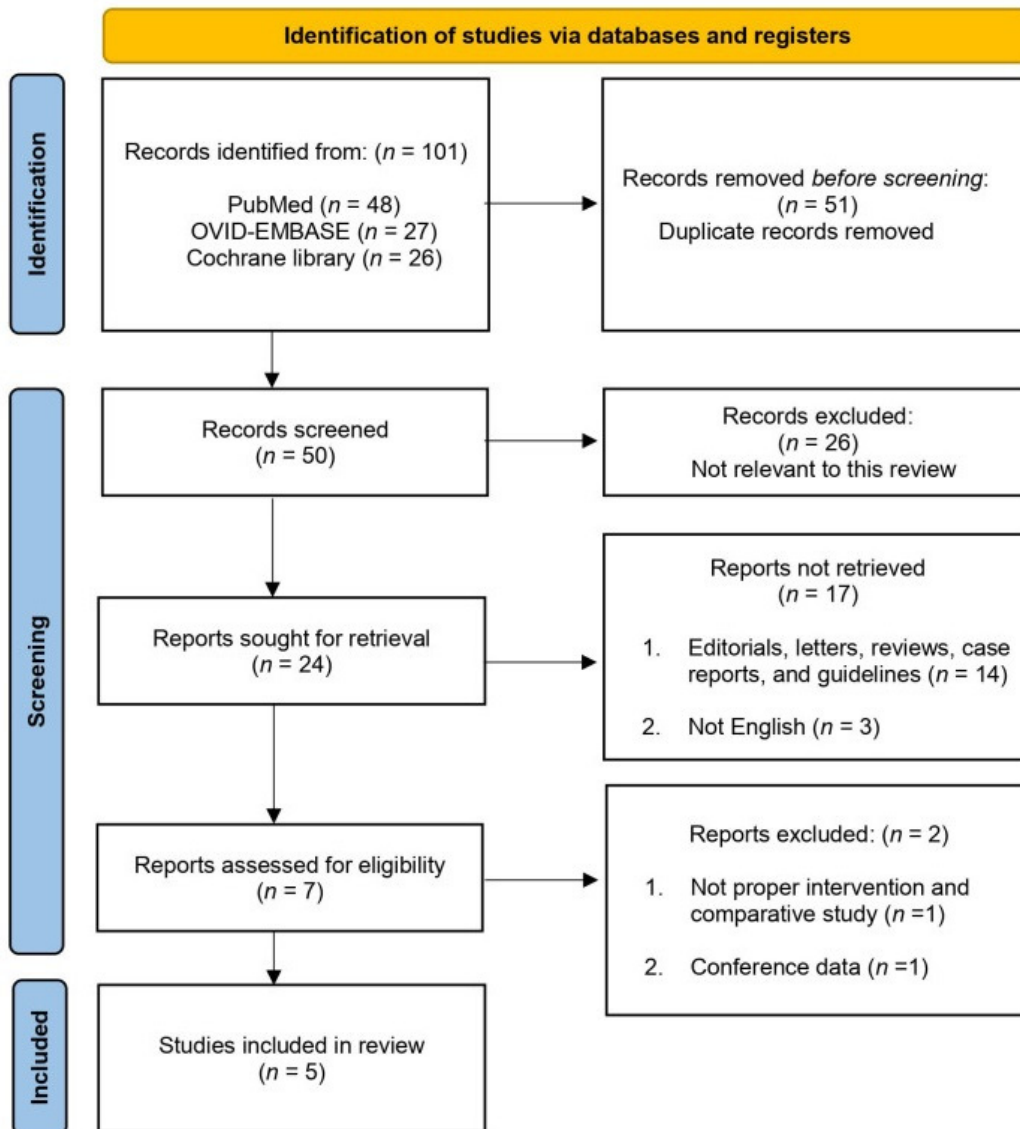 Identification of studies via databases and registers
Identification
Records identified from: (n = 101)
PubMed (n = 48)
OVID-EMBASE (n = 27)
Cochrane library (n = 26)
Records removed before screening:
(n = 51)
Duplicate records removed
Screening
Records screened
(n = 50)
Records excluded:
(n = 26)
Not relevant to this review
Reports sought for retrieval
(n = 24)
Reports not retrieved
(n = 17)
1. Editorials, letters, reviews, case
reports, and guidelines (n = 14)
2. Not English (n = 3)
Reports assessed for eligibility
(n = 7)
Reports excluded: (n = 2)
1. Not proper intervention and
comparative study (n =1)
2. Conference data (n =1)
Included
Studies included in review
(n = 5)